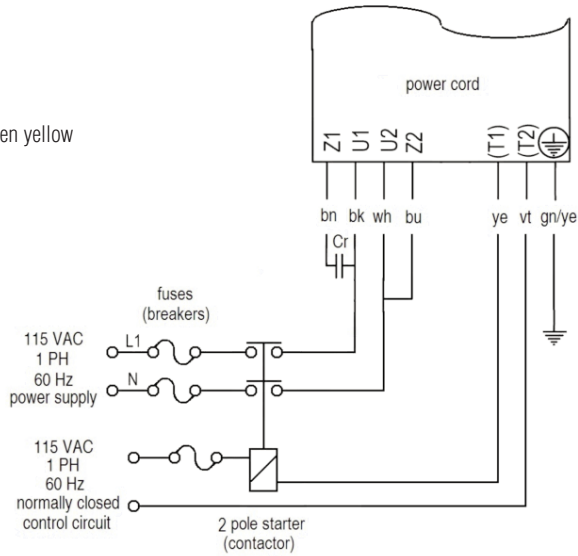 power cord
en yellow
Z1 U1 U2 Z2 (T1) (T2)
bn bk wh bu ye vt gn/ye
Cr
fuses
(breakers)
115 VAC
1 PH
60 Hz
power supply
L1
N
115 VAC
1 PH
60 Hz
normally closed
control circuit
2 pole starter
(contactor)